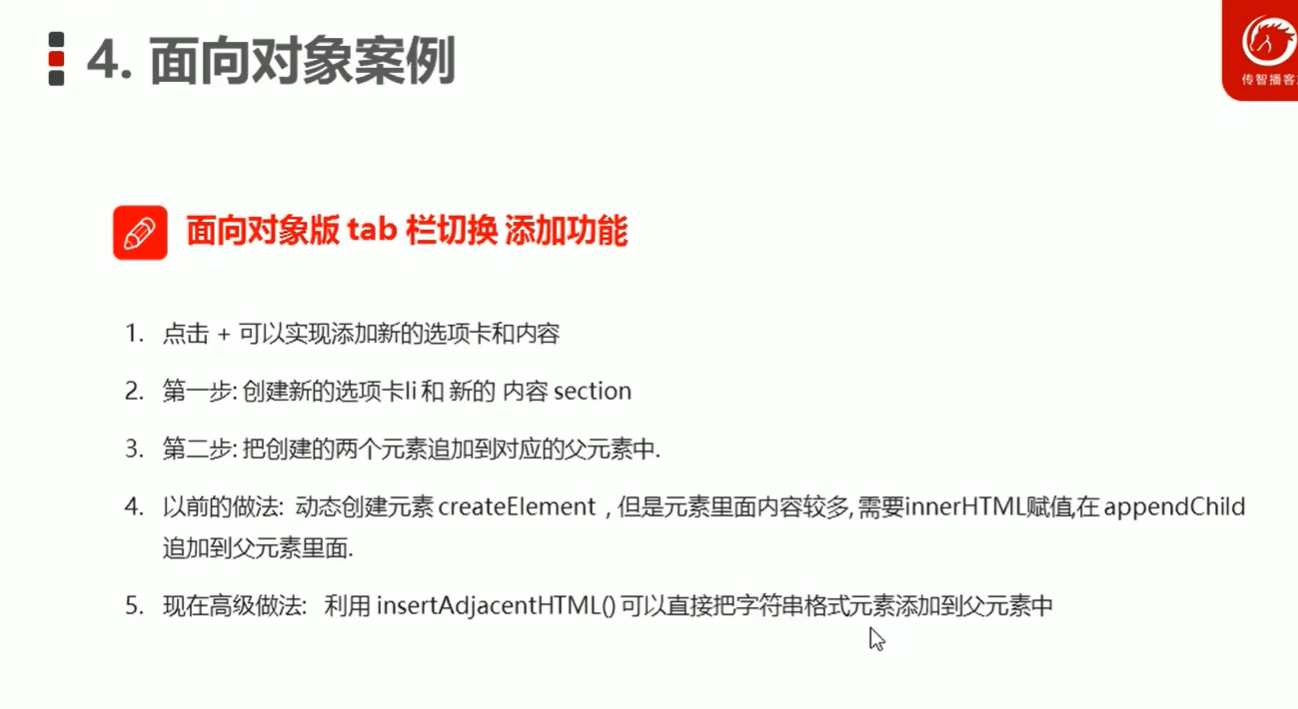 4. 面向对象案例
传智播客
面向对象版 tab 栏切换 添加功能
1. 点击 + 可以实现添加新的选项卡和内容
2. 第一步: 创建新的选项卡li 和 新的 内容 section
3. 第二步: 把创建的两个元素追加到对应的父元素中.
4. 以前的做法: 动态创建元素 createElement , 但是元素里面内容较多, 需要innerHTML赋值,在 appendChild
追加到父元素里面.
5. 现在高级做法: 利用 insertAdjacentHTML() 可以直接把字符串格式元素添加到父元素中